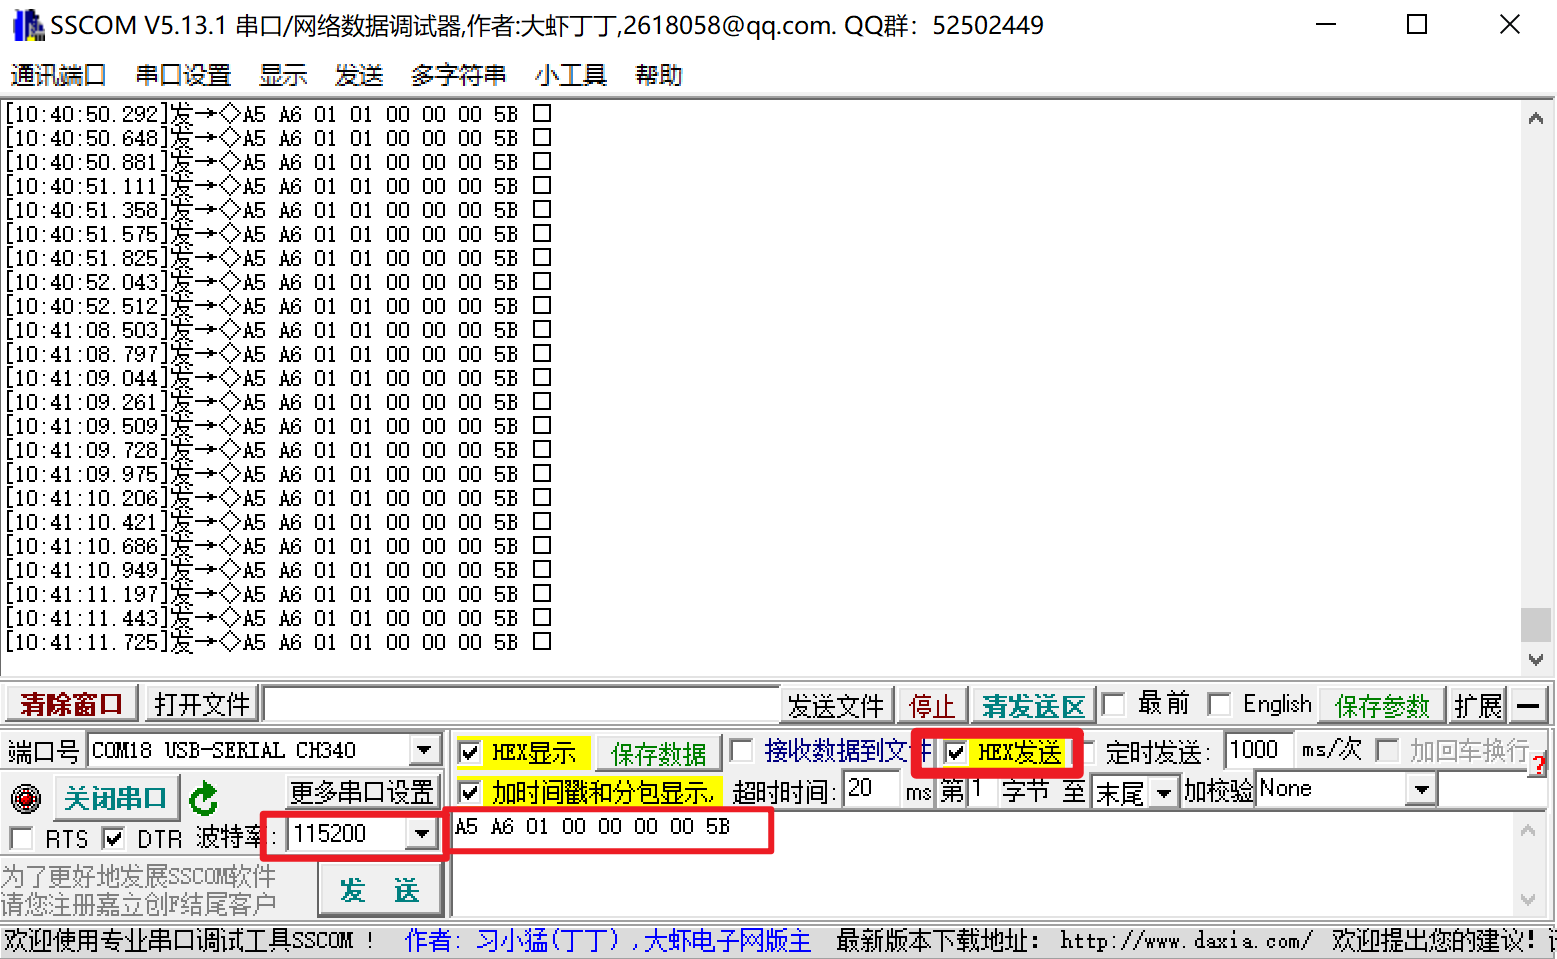 SSCOM V5.13.1 串口/网络数据调试器,作者:大虾丁丁,2618058@qq.com. QQ群：52502449
通讯端口 串口设置 显示 发送 多字符串 小工具 帮助
[10:40:50.292]发→◇A5 A6 01 01 00 00 00 5B □
[10:40:50.648]发→◇A5 A6 01 01 00 00 00 5B □
[10:40:50.881]发→◇A5 A6 01 01 00 00 00 5B □
[10:40:51.111]发→◇A5 A6 01 01 00 00 00 5B □
[10:40:51.358]发→◇A5 A6 01 01 00 00 00 5B □
[10:40:51.575]发→◇A5 A6 01 01 00 00 00 5B □
[10:40:51.825]发→◇A5 A6 01 01 00 00 00 5B □
[10:40:52.043]发→◇A5 A6 01 01 00 00 00 5B □
[10:40:52.512]发→◇A5 A6 01 01 00 00 00 5B □
[10:41:08.503]发→◇A5 A6 01 01 00 00 00 5B □
[10:41:08.797]发→◇A5 A6 01 01 00 00 00 5B □
[10:41:09.044]发→◇A5 A6 01 01 00 00 00 5B □
[10:41:09.261]发→◇A5 A6 01 01 00 00 00 5B □
[10:41:09.509]发→◇A5 A6 01 01 00 00 00 5B □
[10:41:09.728]发→◇A5 A6 01 01 00 00 00 5B □
[10:41:09.975]发→◇A5 A6 01 01 00 00 00 5B □
[10:41:10.206]发→◇A5 A6 01 01 00 00 00 5B □
[10:41:10.421]发→◇A5 A6 01 01 00 00 00 5B □
[10:41:10.686]发→◇A5 A6 01 01 00 00 00 5B □
[10:41:10.949]发→◇A5 A6 01 01 00 00 00 5B □
[10:41:11.197]发→◇A5 A6 01 01 00 00 00 5B □
[10:41:11.443]发→◇A5 A6 01 01 00 00 00 5B □
[10:41:11.725]发→◇A5 A6 01 01 00 00 00 5B □
清除窗口 打开文件 发送文件 停止 清发送区 最前 English 保存参数 扩展 —
端口号 COM18 USB-SERIAL CH340 HEX显示 保存数据 接收数据到文件 HEX发送 定时发送: 1000 ms/次 加回车换行 ?
关闭串口 更多串口设置 加时间戳和分包显示, 超时时间: 20 ms 第 1 字节 至 末尾 加校验 None
RTS DTR 波特率: 115200 A5 A6 01 00 00 00 00 5B
为了更好地发展SSCOM软件
请您注册嘉立创F结尾客户
发 送
欢迎使用专业串口调试工具SSCOM ! 作者: 习小猛(丁丁),大虾电子网版主 最新版本下载地址: http://www.daxia.com/ 欢迎提出您的建议!